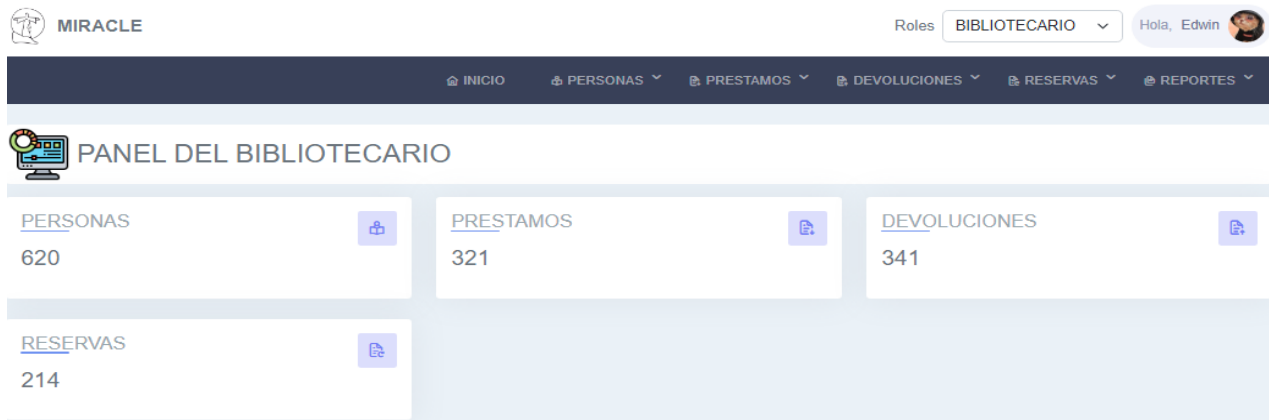 MIRACLE
Roles BIBLIOTECARIO Hola, Edwin
INICIO PERSONAS PRESTAMOS DEVOLUCIONES RESERVAS REPORTES
PANEL DEL BIBLIOTECARIO
PERSONAS
620
PRESTAMOS
321
DEVOLUCIONES
341
RESERVAS
214